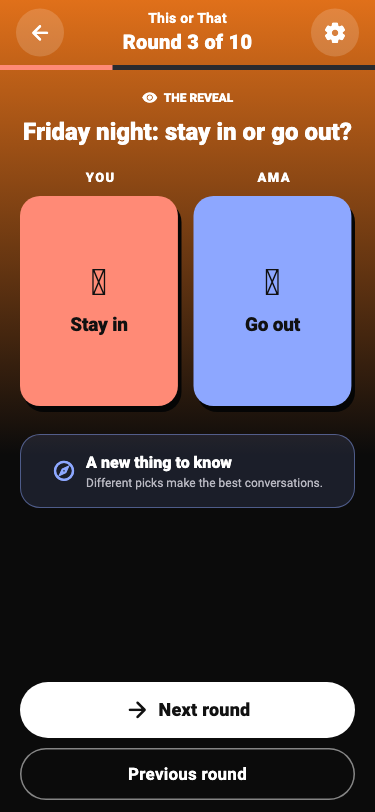 This or That
Round 3 of 10
THE REVEAL
Friday night: stay in or go out?
YOU
AMA
Stay in
Go out
A new thing to know
Different picks make the best conversations.
Next round
Previous round